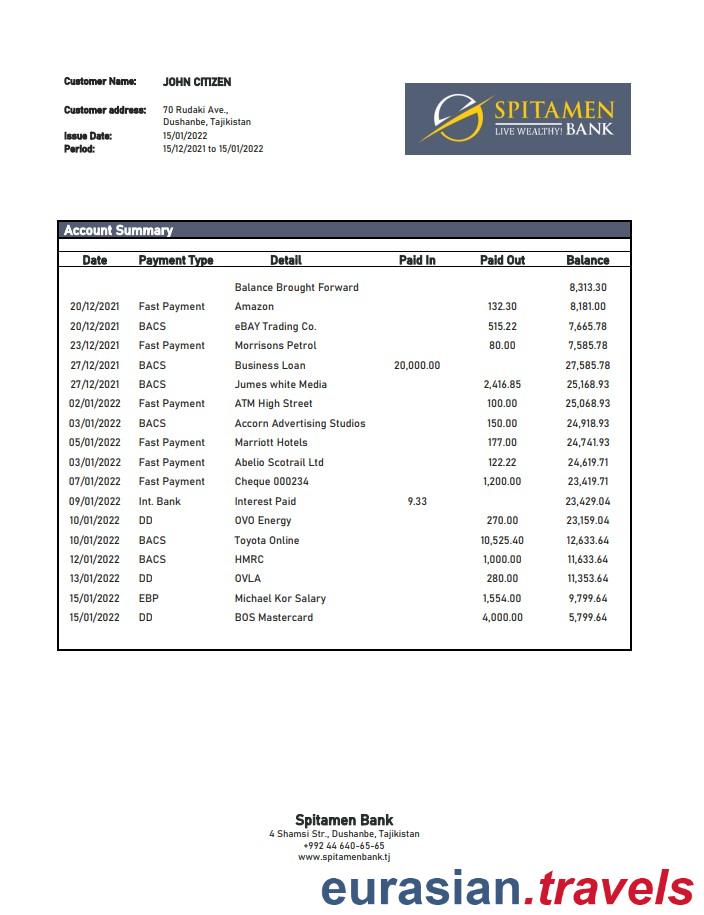 Customer Name: JOHN CITIZEN
Customer address: 70 Rudaki Ave.,
Dushanbe, Tajikistan
Issue Date: 15/01/2022
Period: 15/12/2021 to 15/01/2022
SPITAMEN
LIVE WEALTHY! BANK
Account Summary
Date Payment Type Detail Paid In Paid Out Balance
Balance Brought Forward 8,313.30
20/12/2021 Fast Payment Amazon 132.30 8,181.00
20/12/2021 BACS eBAY Trading Co. 515.22 7,665.78
23/12/2021 Fast Payment Morrisons Petrol 80.00 7,585.78
27/12/2021 BACS Business Loan 20,000.00 27,585.78
27/12/2021 BACS Jumes white Media 2,416.85 25,168.93
02/01/2022 Fast Payment ATM High Street 100.00 25,068.93
03/01/2022 BACS Accorn Advertising Studios 150.00 24,918.93
05/01/2022 Fast Payment Marriott Hotels 177.00 24,741.93
03/01/2022 Fast Payment Abelio Scotrail Ltd 122.22 24,619.71
07/01/2022 Fast Payment Cheque 000234 1,200.00 23,419.71
09/01/2022 Int. Bank Interest Paid 9.33 23,429.04
10/01/2022 DD OVO Energy 270.00 23,159.04
10/01/2022 BACS Toyota Online 10,525.40 12,633.64
12/01/2022 BACS HMRC 1,000.00 11,633.64
13/01/2022 DD OVLA 280.00 11,353.64
15/01/2022 EBP Michael Kor Salary 1,554.00 9,799.64
15/01/2022 DD BOS Mastercard 4,000.00 5,799.64
Spitamen Bank
4 Shamsi Str., Dushanbe, Tajikistan
+992 44 640-65-65
www.spitamenbank.tj
eurasian.travels